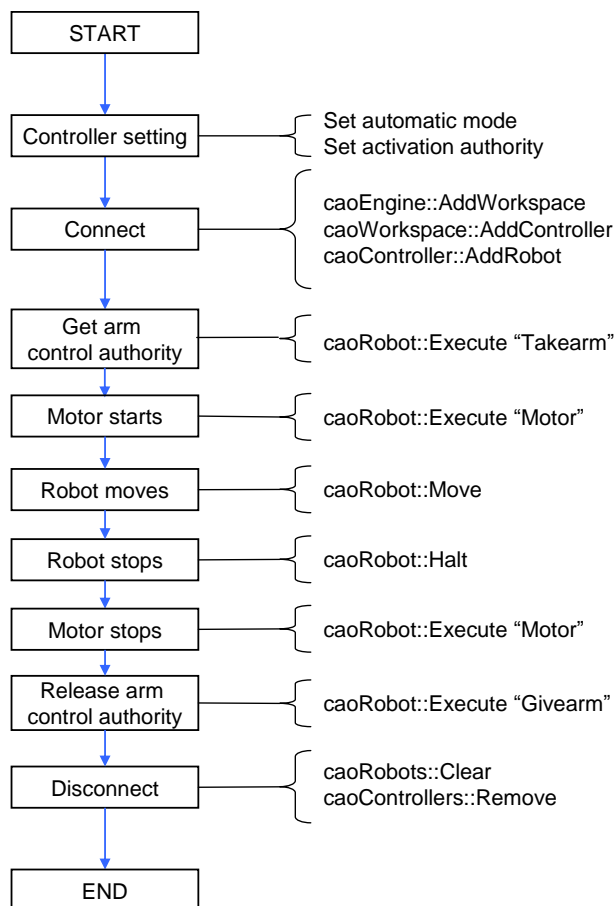 START
Controller setting
Set automatic mode
Set activation authority
Connect
caoEngine::AddWorkspace
caoWorkspace::AddController
caoController::AddRobot
Get arm
control authority
caoRobot::Execute “Takearm”
Motor starts
caoRobot::Execute “Motor”
Robot moves
caoRobot::Move
Robot stops
caoRobot::Halt
Motor stops
caoRobot::Execute “Motor”
Release arm
control authority
caoRobot::Execute “Givearm”
Disconnect
caoRobots::Clear
caoControllers::Remove
END